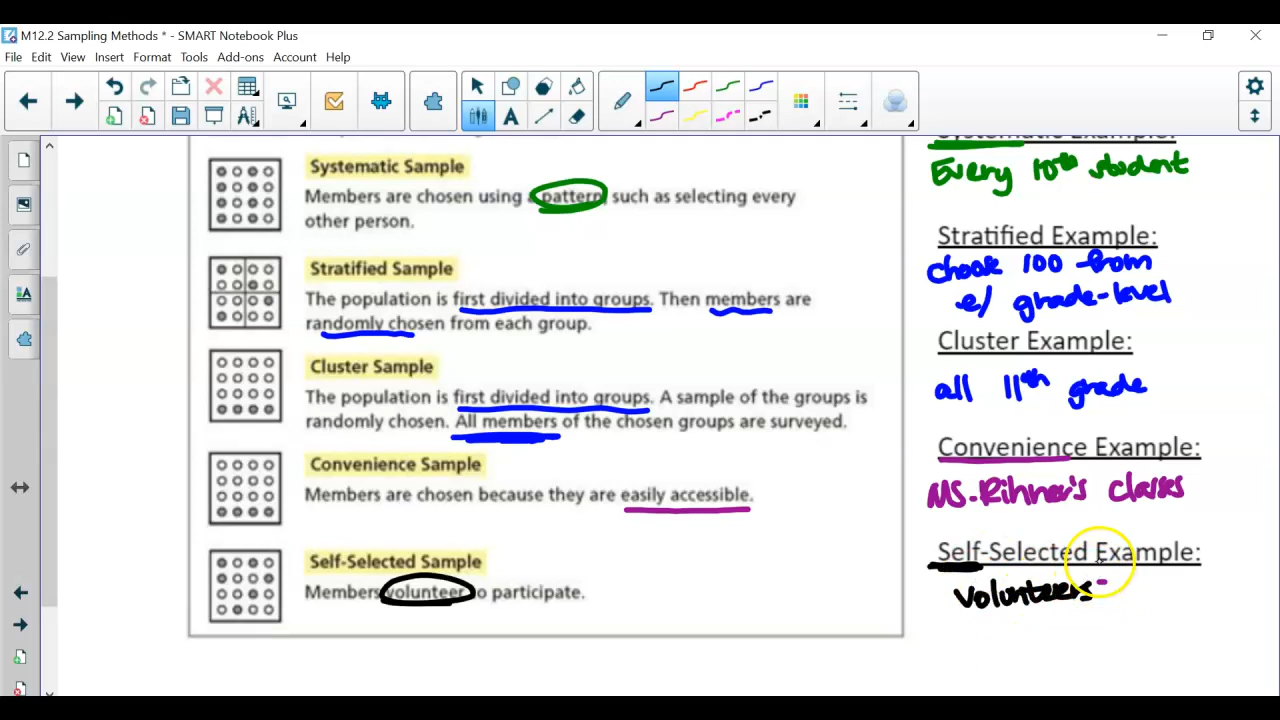 M12.2 Sampling Methods * - SMART Notebook Plus
File Edit View Insert Format Tools Add-ons Account Help
Systematic Example:
Every 10th student
Systematic Sample
Members are chosen using a pattern, such as selecting every
other person.
Stratified Example:
choose 100 from
e/ grade-level
Stratified Sample
The population is first divided into groups. Then members are
randomly chosen from each group.
Cluster Example:
all 11th grade
Cluster Sample
The population is first divided into groups. A sample of the groups is
randomly chosen. All members of the chosen groups are surveyed.
Convenience Example:
MS. Rihner's classes
Convenience Sample
Members are chosen because they are easily accessible.
Self-Selected Example:
volunteers
Self-Selected Sample
Members volunteer to participate.